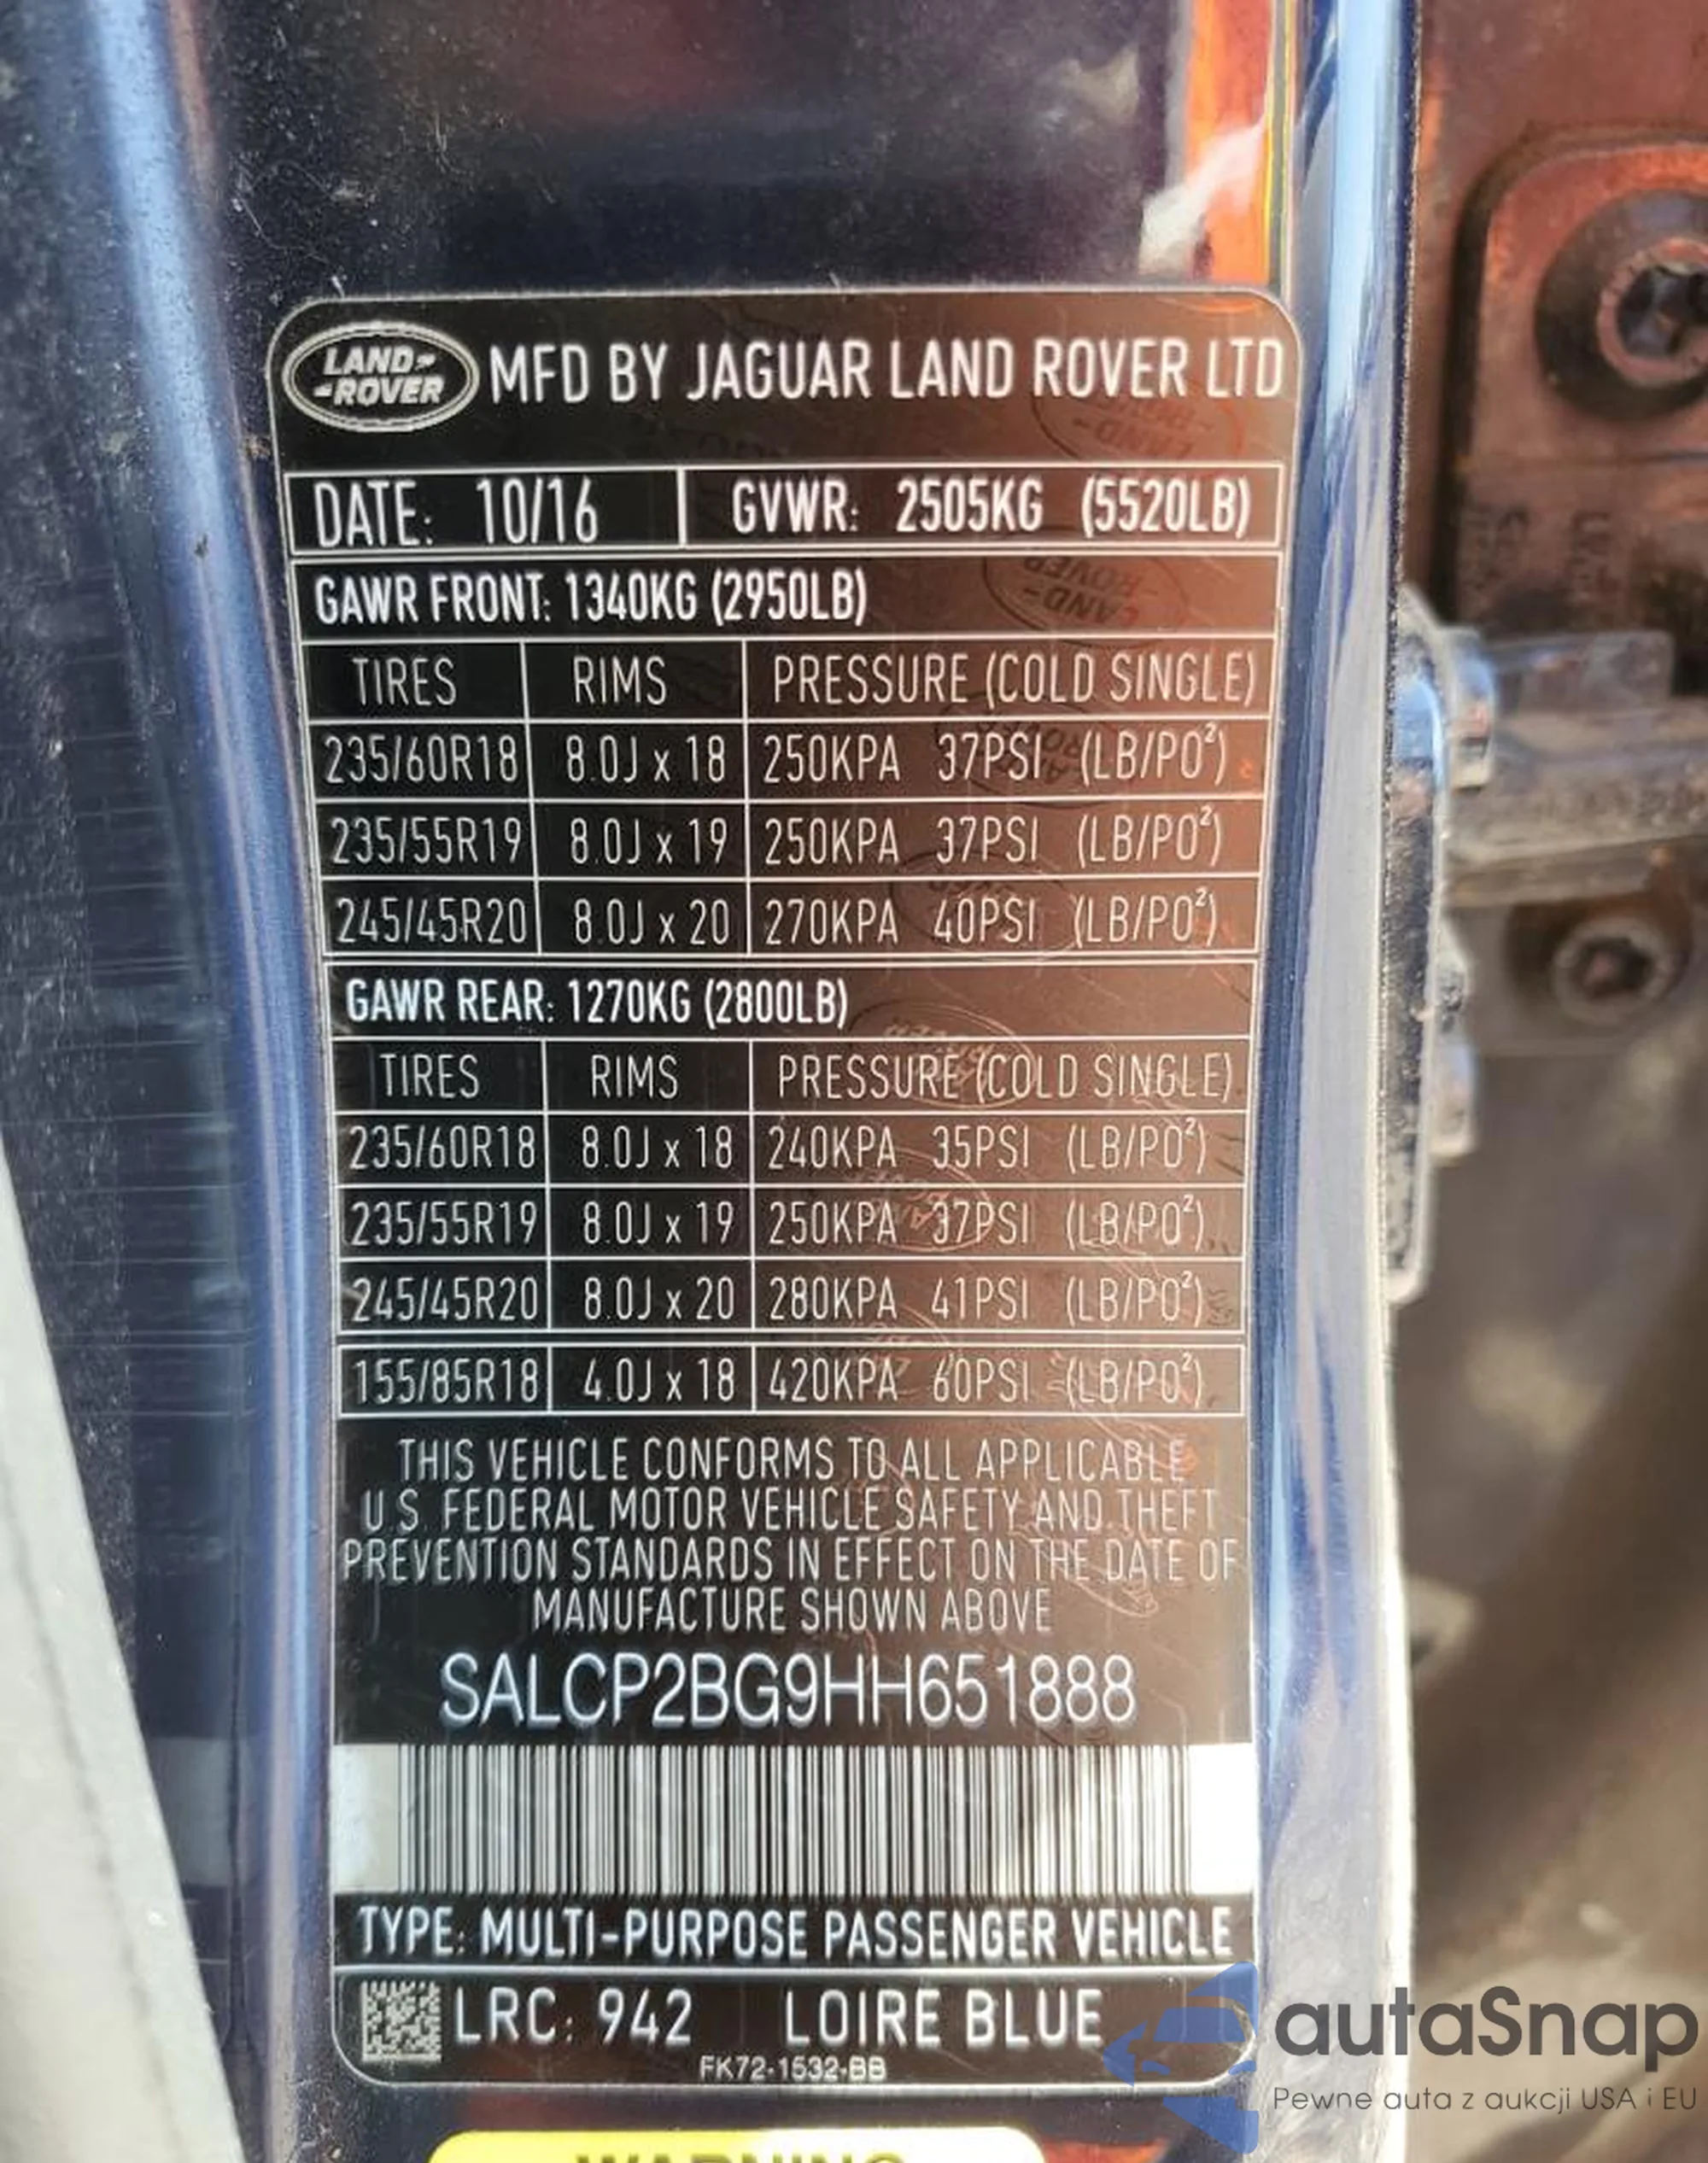 LAND-
-ROVER
MFD BY JAGUAR LAND ROVER LTD
DATE: 10/16 GVWR: 2505KG (5520LB)
GAWR FRONT: 1340KG (2950LB)
TIRES RIMS PRESSURE (COLD SINGLE)
235/60R18 8.0J x 18 250KPA 37PSI (LB/PO²)
235/55R19 8.0J x 19 250KPA 37PSI (LB/PO²)
245/45R20 8.0J x 20 270KPA 40PSI (LB/PO²)
GAWR REAR: 1270KG (2800LB)
TIRES RIMS PRESSURE (COLD SINGLE)
235/60R18 8.0J x 18 240KPA 35PSI (LB/PO²)
235/55R19 8.0J x 19 250KPA 37PSI (LB/PO²)
245/45R20 8.0J x 20 280KPA 41PSI (LB/PO²)
155/85R18 4.0J x 18 420KPA 60PSI (LB/PO²)
THIS VEHICLE CONFORMS TO ALL APPLICABLE
U.S. FEDERAL MOTOR VEHICLE SAFETY AND THEFT
PREVENTION STANDARDS IN EFFECT ON THE DATE OF
MANUFACTURE SHOWN ABOVE
SALCP2BG9HH651888
TYPE: MULTI-PURPOSE PASSENGER VEHICLE
LRC: 942 LOIRE BLUE
FK72-1532-BB
WARNING
autaSnap
Pewne auta z aukcji USA i EU